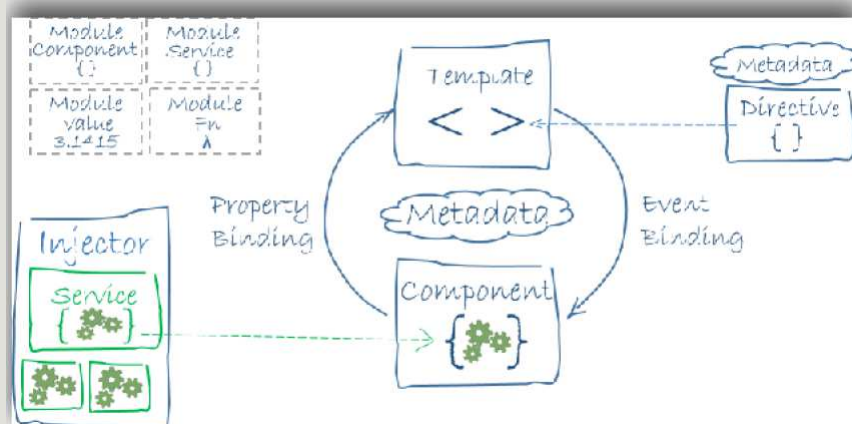 Module
Component
{ }
Module
Service
{ }
Module
value
3.1415
Module
Fn
λ
Template
< >
Metadata
Directive
{ }
Property
Binding
Metadata
Event
Binding
Injector
Service
{ }
Component
{ }